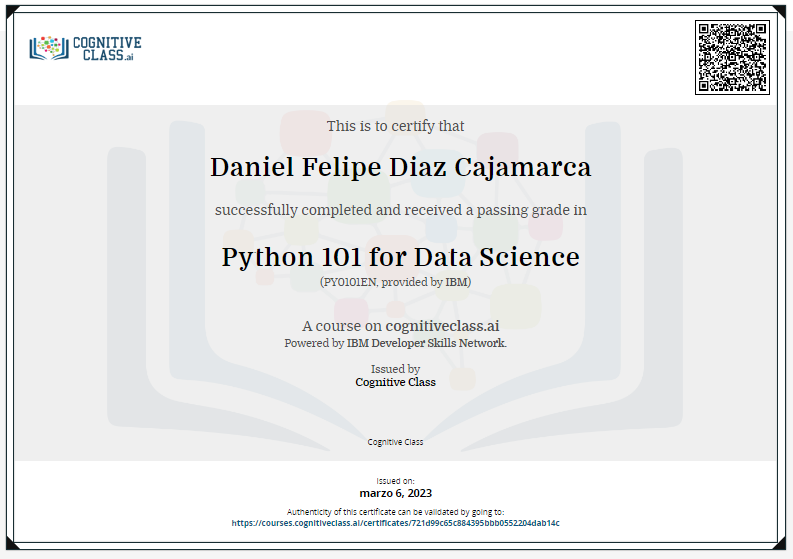 COGNITIVE
CLASS.ai
This is to certify that
Daniel Felipe Diaz Cajamarca
successfully completed and received a passing grade in
Python 101 for Data Science
(PY0101EN, provided by IBM)
A course on cognitiveclass.ai
Powered by IBM Developer Skills Network.
Issued by
Cognitive Class
Cognitive Class
Issued on:
marzo 6, 2023
Authenticity of this certificate can be validated by going to:
https://courses.cognitiveclass.ai/certificates/721d99c65c884395bbb0552204dab14c